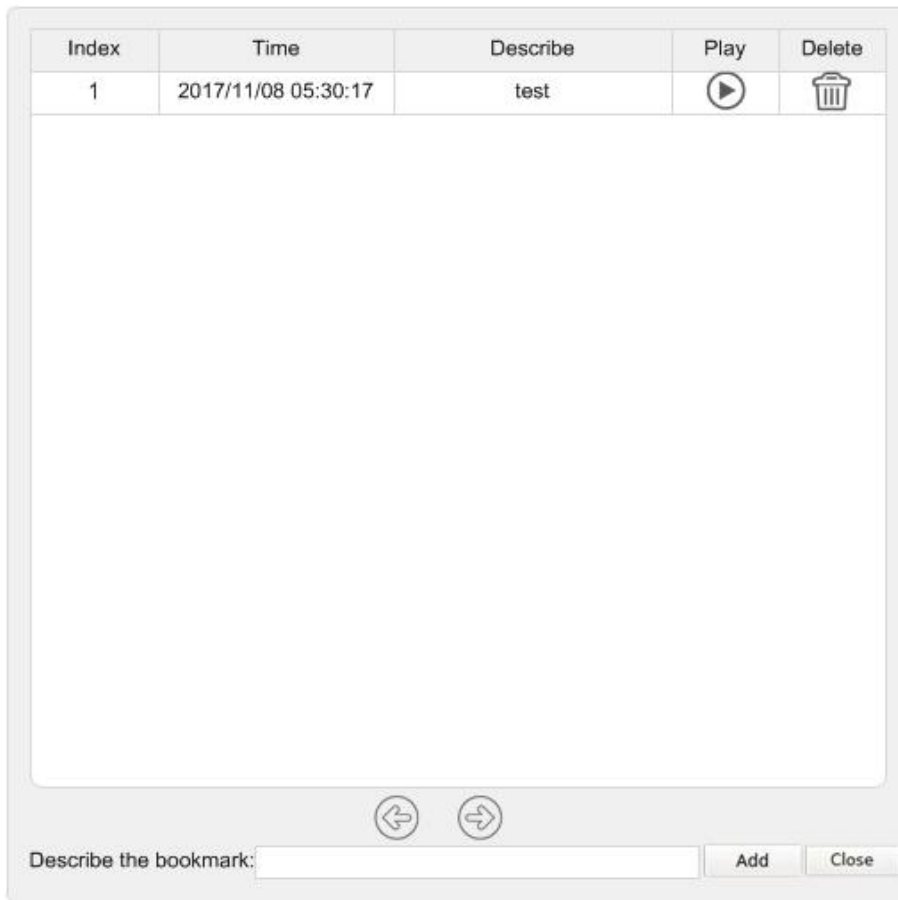 Index Time Describe Play Delete
1 2017/11/08 05:30:17 test
Describe the bookmark: Add Close